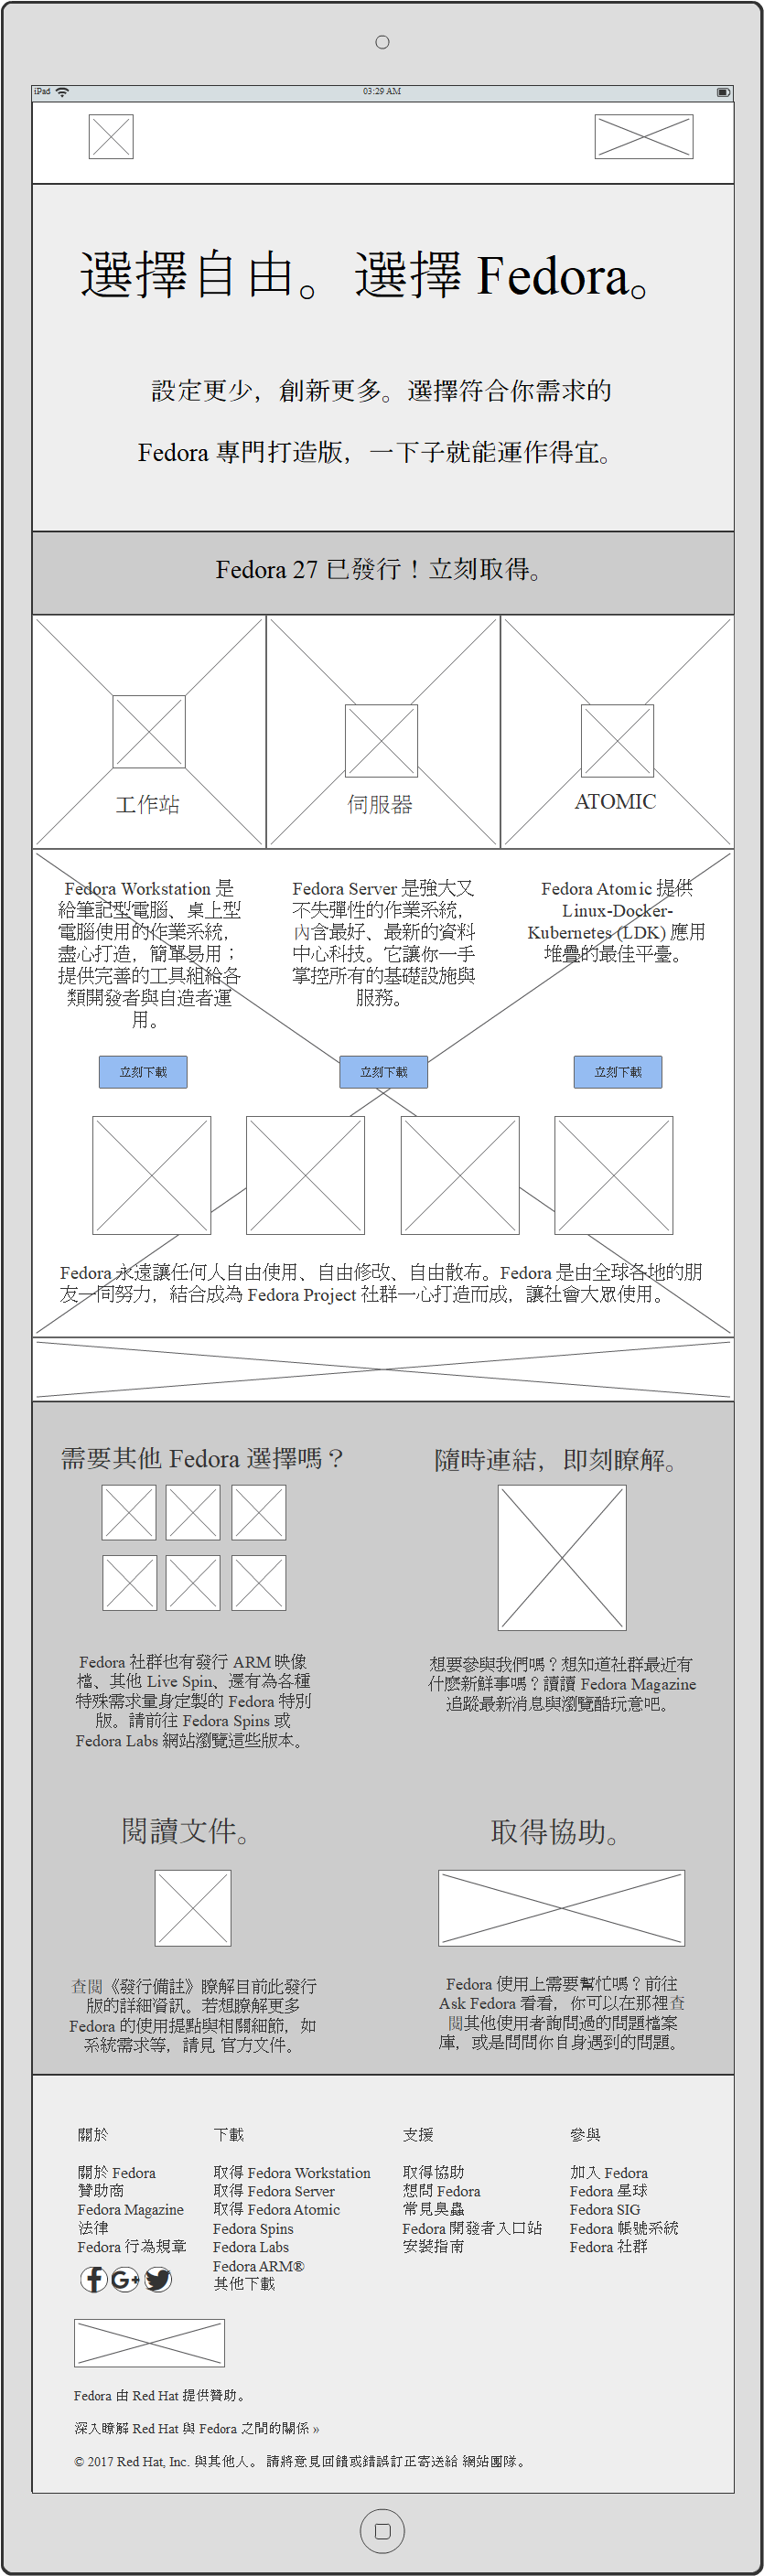 iPad
03:29 AM
選擇自由。選擇 Fedora。
設定更少，創新更多。選擇符合你需求的
Fedora 專門打造版，一下子就能運作得宜。
Fedora 27 已發行！立刻取得。
工作站
伺服器
ATOMIC
Fedora Workstation 是
給筆記型電腦、桌上型
電腦使用的作業系統，
盡心打造，簡單易用；
提供完善的工具組給各
類開發者與自造者運
用。
Fedora Server 是強大又
不失彈性的作業系統，
內含最好、最新的資料
中心科技。它讓你一手
掌控所有的基礎設施與
服務。
Fedora Atomic 提供
Linux-Docker-
Kubernetes (LDK) 應用
堆疊的最佳平臺。
立刻下載
立刻下載
立刻下載
Fedora 永遠讓任何人自由使用、自由修改、自由散布。Fedora 是由全球各地的朋
友一同努力，結合成為 Fedora Project 社群一心打造而成，讓社會大眾使用。
需要其他 Fedora 選擇嗎？
Fedora 社群也有發行 ARM 映像
檔、其他 Live Spin、還有為各種
特殊需求量身定製的 Fedora 特別
版。請前往 Fedora Spins 或
Fedora Labs 網站瀏覽這些版本。
隨時連結，即刻瞭解。
想要參與我們嗎？想知道社群最近有
什麼新鮮事嗎？讀讀 Fedora Magazine
追蹤最新消息與瀏覽酷玩意吧。
閱讀文件。
查閱《發行備註》瞭解目前此發行
版的詳細資訊。若想瞭解更多
Fedora 的使用提點與相關細節，如
系統需求等，請見 官方文件。
取得協助。
Fedora 使用上需要幫忙嗎？前往
Ask Fedora 看看，你可以在那裡查
閱其他使用者詢問過的問題檔案
庫，或是問問你自身遇到的問題。
關於
關於 Fedora
贊助商
Fedora Magazine
法律
Fedora 行為規章
下載
取得 Fedora Workstation
取得 Fedora Server
取得 Fedora Atomic
Fedora Spins
Fedora Labs
Fedora ARM®
其他下載
支援
取得協助
想問 Fedora
常見臭蟲
Fedora 開發者入口站
安裝指南
參與
加入 Fedora
Fedora 星球
Fedora SIG
Fedora 帳號系統
Fedora 社群
Fedora 由 Red Hat 提供贊助。
深入瞭解 Red Hat 與 Fedora 之間的關係 »
© 2017 Red Hat, Inc. 與其他人。 請將意見回饋或錯誤訂正寄送給 網站團隊。